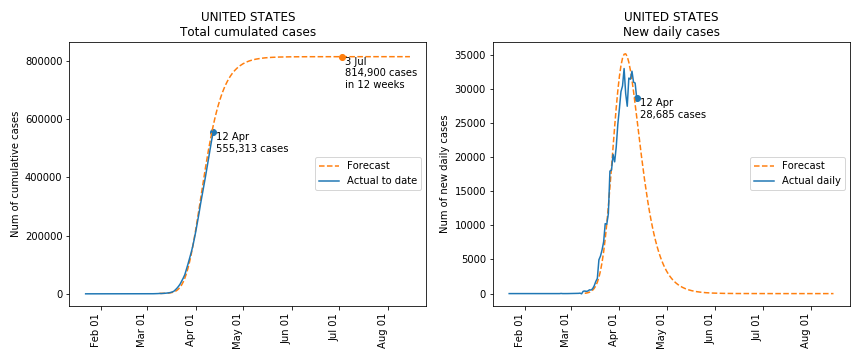 UNITED STATES
Total cumulated cases
Num of cumulative cases
800000
600000
400000
200000
0
3 Jul
814,900 cases
in 12 weeks
12 Apr
555,313 cases
Forecast
Actual to date
Feb 01
Mar 01
Apr 01
May 01
Jun 01
Jul 01
Aug 01
UNITED STATES
New daily cases
Num of new daily cases
35000
30000
25000
20000
15000
10000
5000
0
12 Apr
28,685 cases
Forecast
Actual daily
Feb 01
Mar 01
Apr 01
May 01
Jun 01
Jul 01
Aug 01